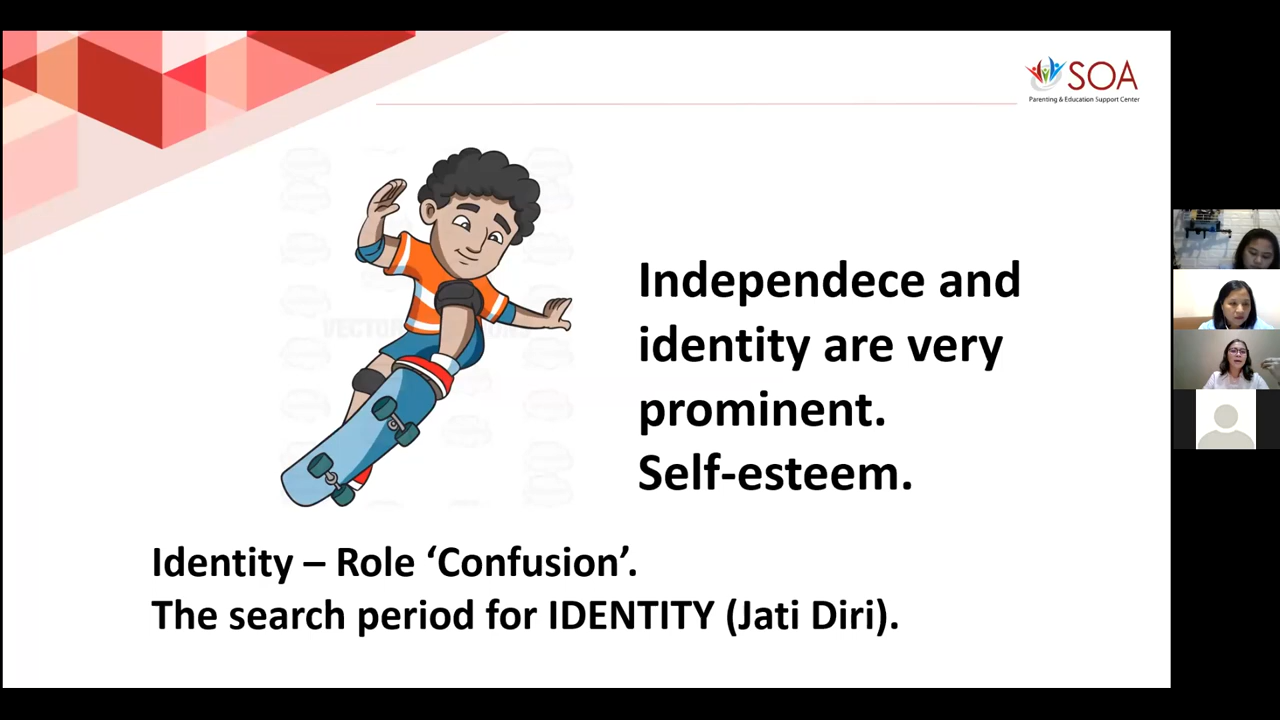 SOA
Parenting & Education Support Center
Independece and
identity are very
prominent.
Self-esteem.
Identity – Role ‘Confusion’.
The search period for IDENTITY (Jati Diri).